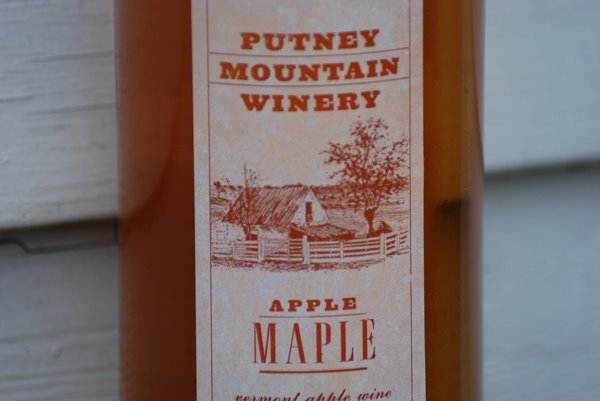 PUTNEY
MOUNTAIN
WINERY
APPLE
MAPLE
vermont apple wine